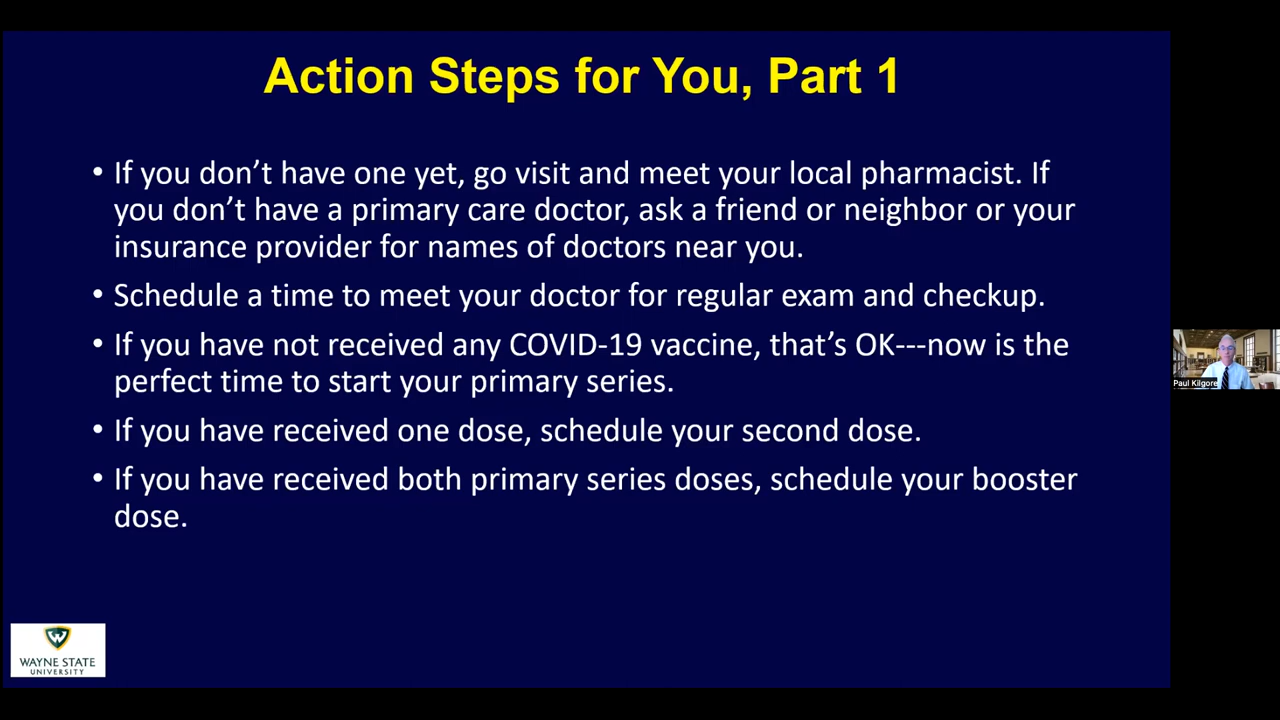 Action Steps for You, Part 1
• If you don’t have one yet, go visit and meet your local pharmacist. If
you don’t have a primary care doctor, ask a friend or neighbor or your
insurance provider for names of doctors near you.
• Schedule a time to meet your doctor for regular exam and checkup.
• If you have not received any COVID-19 vaccine, that’s OK---now is the
perfect time to start your primary series.
• If you have received one dose, schedule your second dose.
• If you have received both primary series doses, schedule your booster
dose.
Paul Kilgore
W
WAYNE STATE
UNIVERSITY